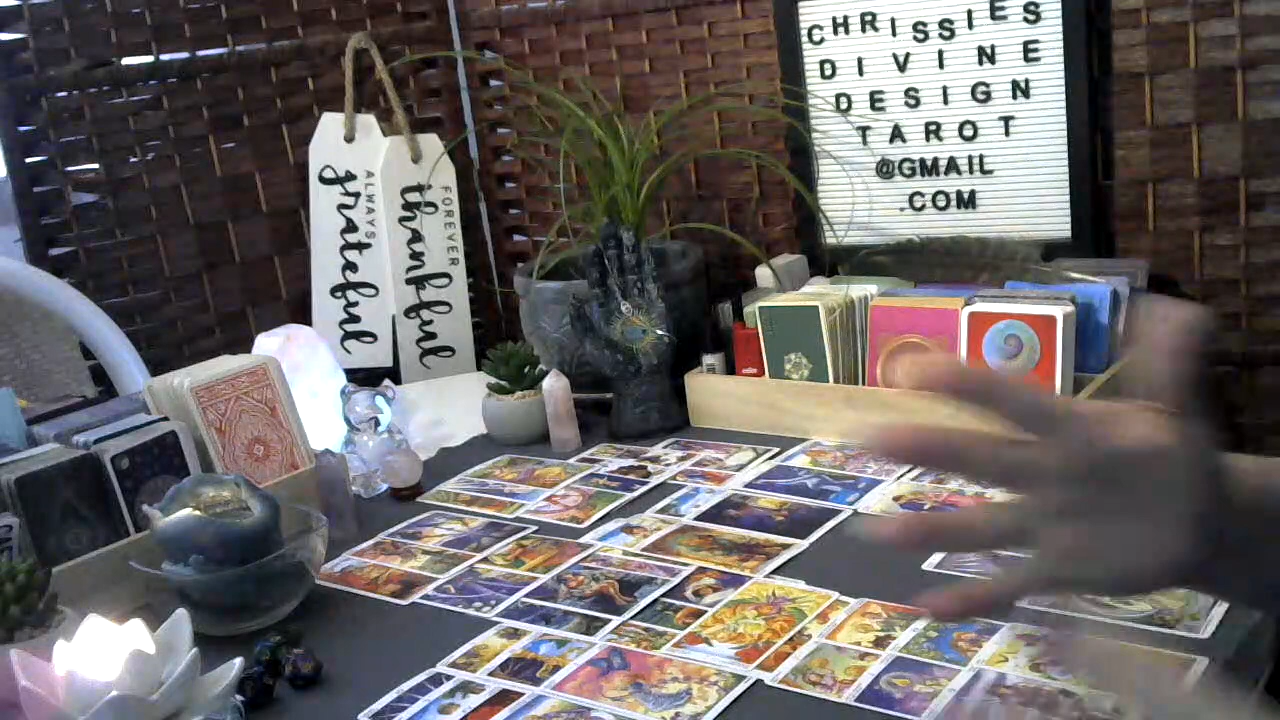 ALWAYS
grateful
FOREVER
thankful
CHRISSIES
DIVINE
DESIGN
TAROT
@GMAIL
.COM